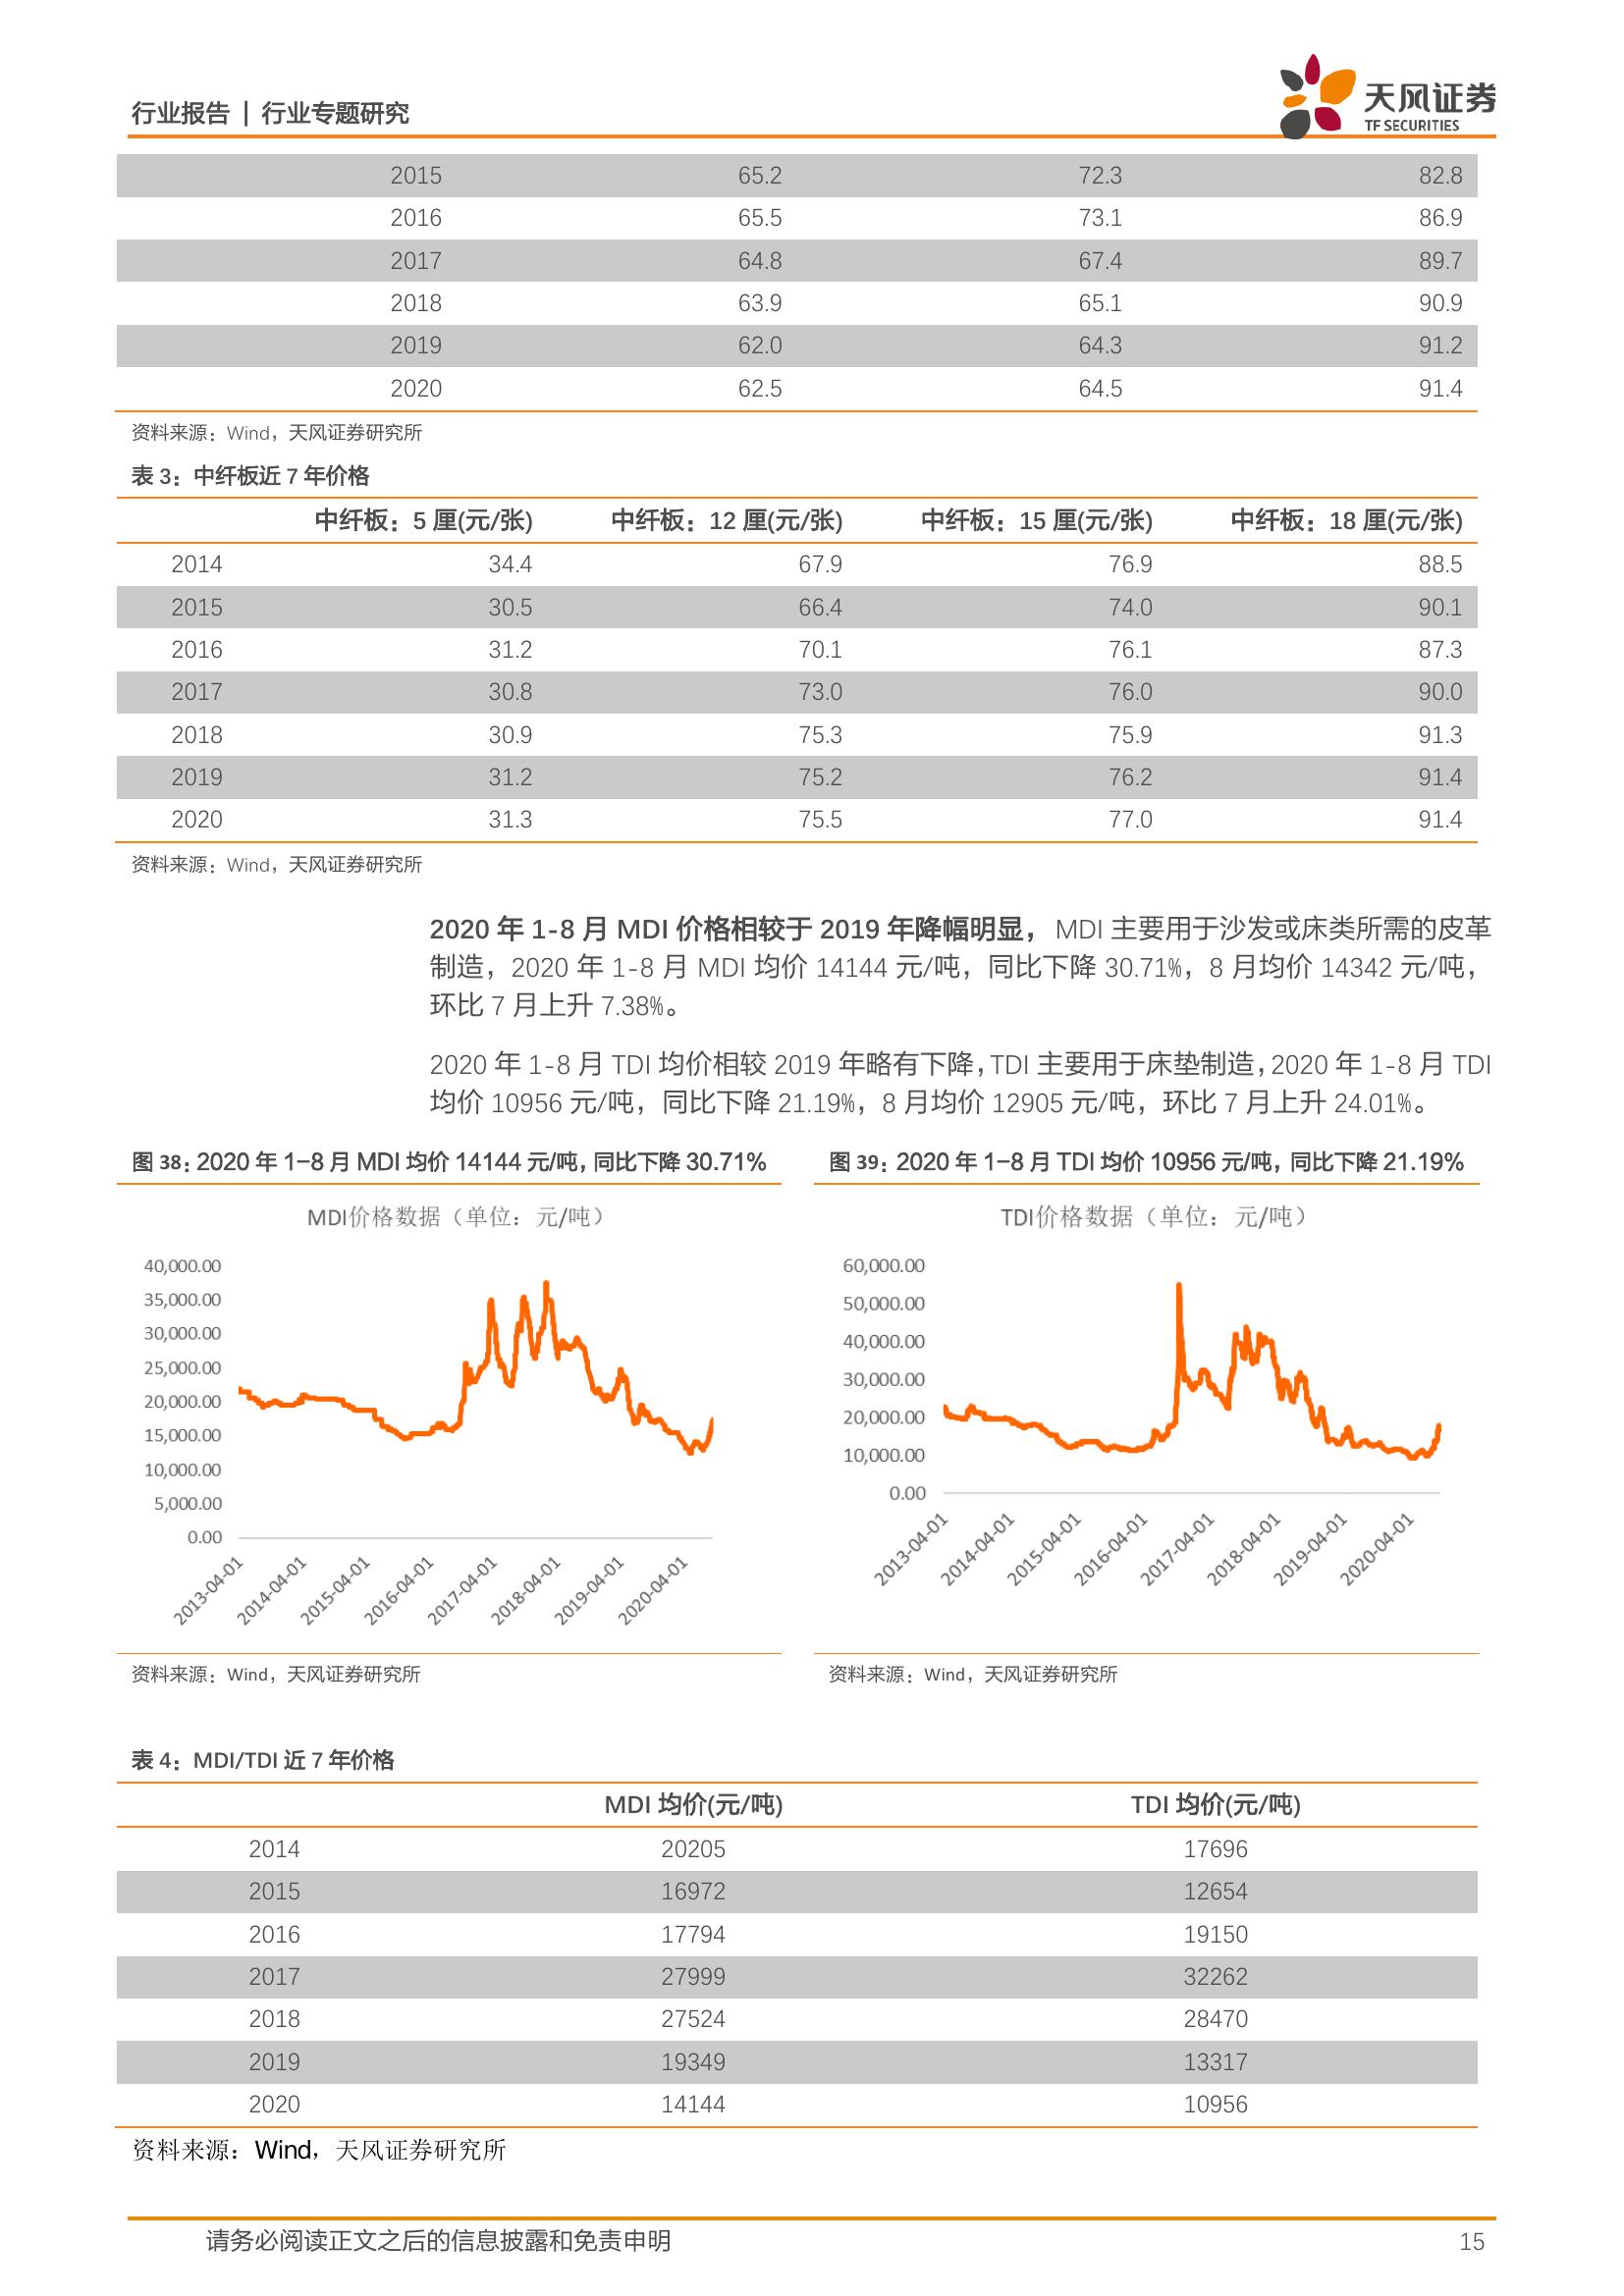 行业报告 | 行业专题研究
天风证券
TF SECURITIES
2015 65.2 72.3 82.8
2016 65.5 73.1 86.9
2017 64.8 67.4 89.7
2018 63.9 65.1 90.9
2019 62.0 64.3 91.2
2020 62.5 64.5 91.4
资料来源：Wind，天风证券研究所
表 3：中纤板近 7 年价格
中纤板：5 厘(元/张) 中纤板：12 厘(元/张) 中纤板：15 厘(元/张) 中纤板：18 厘(元/张)
2014 34.4 67.9 76.9 88.5
2015 30.5 66.4 74.0 90.1
2016 31.2 70.1 76.1 87.3
2017 30.8 73.0 76.0 90.0
2018 30.9 75.3 75.9 91.3
2019 31.2 75.2 76.2 91.4
2020 31.3 75.5 77.0 91.4
资料来源：Wind，天风证券研究所
2020 年 1-8 月 MDI 价格相较于 2019 年降幅明显，MDI 主要用于沙发或床类所需的皮革
制造，2020 年 1-8 月 MDI 均价 14144 元/吨，同比下降 30.71%，8 月均价 14342 元/吨，
环比 7 月上升 7.38%。
2020 年 1-8 月 TDI 均价相较 2019 年略有下降，TDI 主要用于床垫制造，2020 年 1-8 月 TDI
均价 10956 元/吨，同比下降 21.19%，8 月均价 12905 元/吨，环比 7 月上升 24.01%。
图 38：2020 年 1-8 月 MDI 均价 14144 元/吨，同比下降 30.71%
MDI价格数据（单位：元/吨）
40,000.00
35,000.00
30,000.00
25,000.00
20,000.00
15,000.00
10,000.00
5,000.00
0.00
2013-04-01
2014-04-01
2015-04-01
2016-04-01
2017-04-01
2018-04-01
2019-04-01
2020-04-01
资料来源：Wind，天风证券研究所
图 39：2020 年 1-8 月 TDI 均价 10956 元/吨，同比下降 21.19%
TDI价格数据（单位：元/吨）
60,000.00
50,000.00
40,000.00
30,000.00
20,000.00
10,000.00
0.00
2013-04-01
2014-04-01
2015-04-01
2016-04-01
2017-04-01
2018-04-01
2019-04-01
2020-04-01
资料来源：Wind，天风证券研究所
表 4：MDI/TDI 近 7 年价格
MDI 均价(元/吨) TDI 均价(元/吨)
2014 20205 17696
2015 16972 12654
2016 17794 19150
2017 27999 32262
2018 27524 28470
2019 19349 13317
2020 14144 10956
资料来源：Wind，天风证券研究所
请务必阅读正文之后的信息披露和免责申明 15